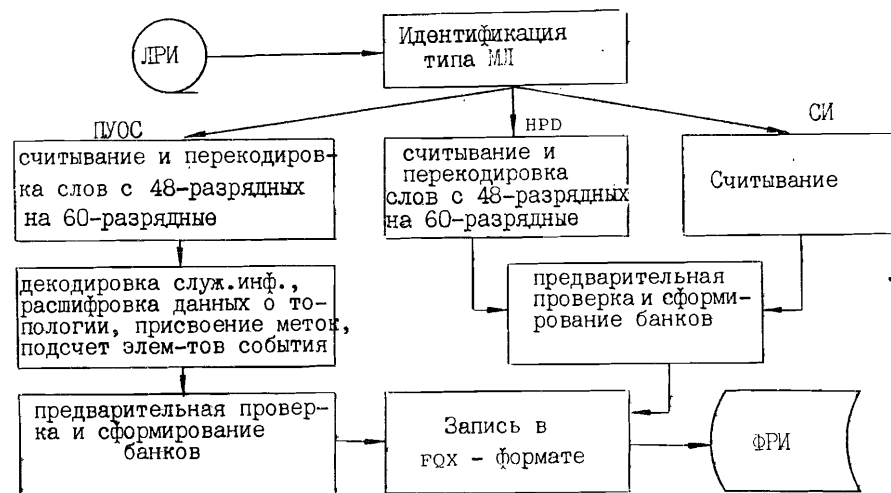 ЛРИ
Идентификация
типа МЛ
ПУОС
HPD
СИ
считывание и перекодиров-
ка слов с 48-разрядных
на 60-разрядные
считывание и
перекодировка
слов с 48-разрядных
на 60-разрядные
Считывание
декодировка служ.инф.,
расшифровка данных о то-
пологии, присвоение меток,
подсчет элем-тов события
предварительная
проверка и сформи-
рование банков
предварительная провер-
ка и сформирование
банков
Запись в
FQX - формате
ФРИ